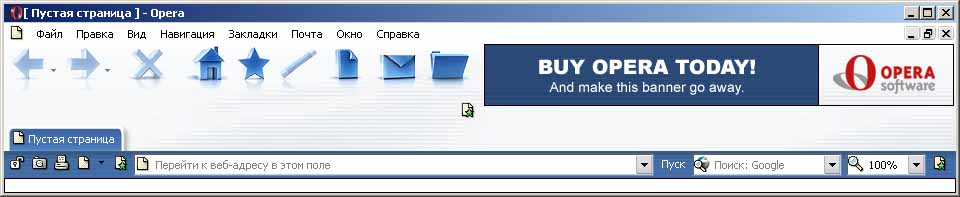 [ Пустая страница ] - Opera
Файл Правка Вид Навигация Закладки Почта Окно Справка
BUY OPERA TODAY!
And make this banner go away.
OPERA
software
Пустая страница
Перейти к веб-адресу в этом поле Пуск Поиск: Google 100%